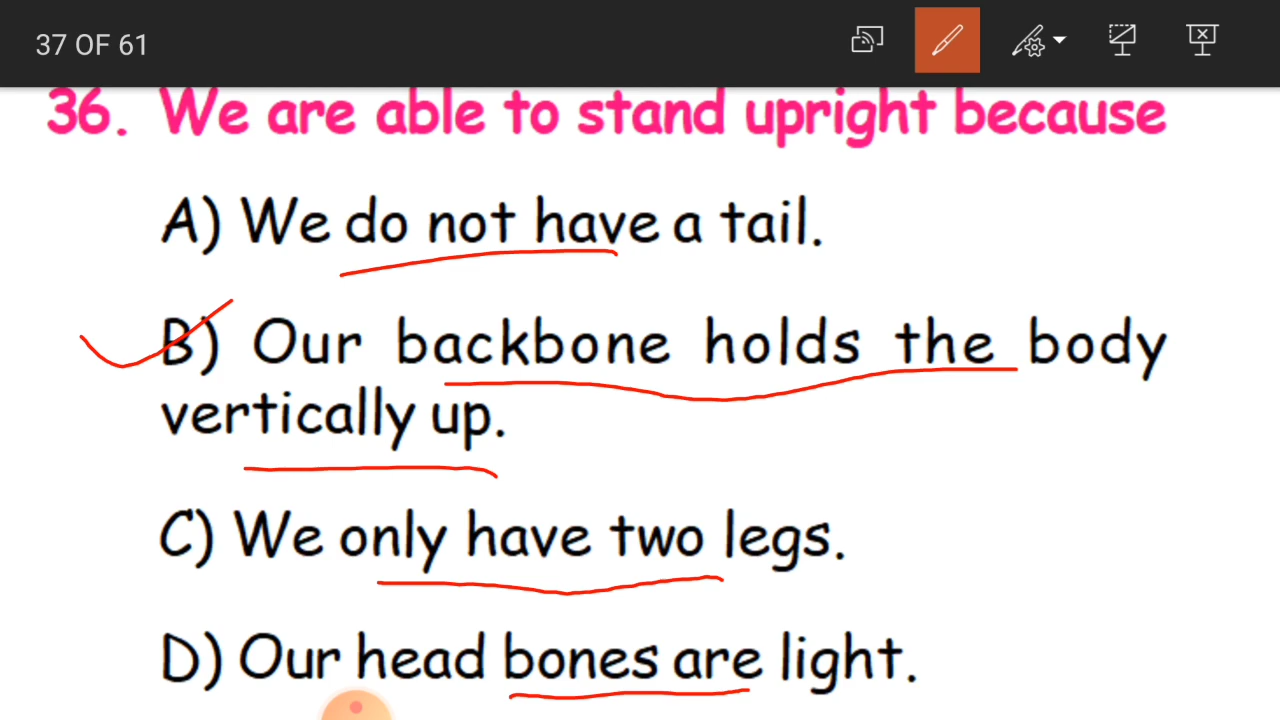 37 OF 61
36. We are able to stand upright because
A) We do not have a tail.
B) Our backbone holds the body
vertically up.
C) We only have two legs.
D) Our head bones are light.